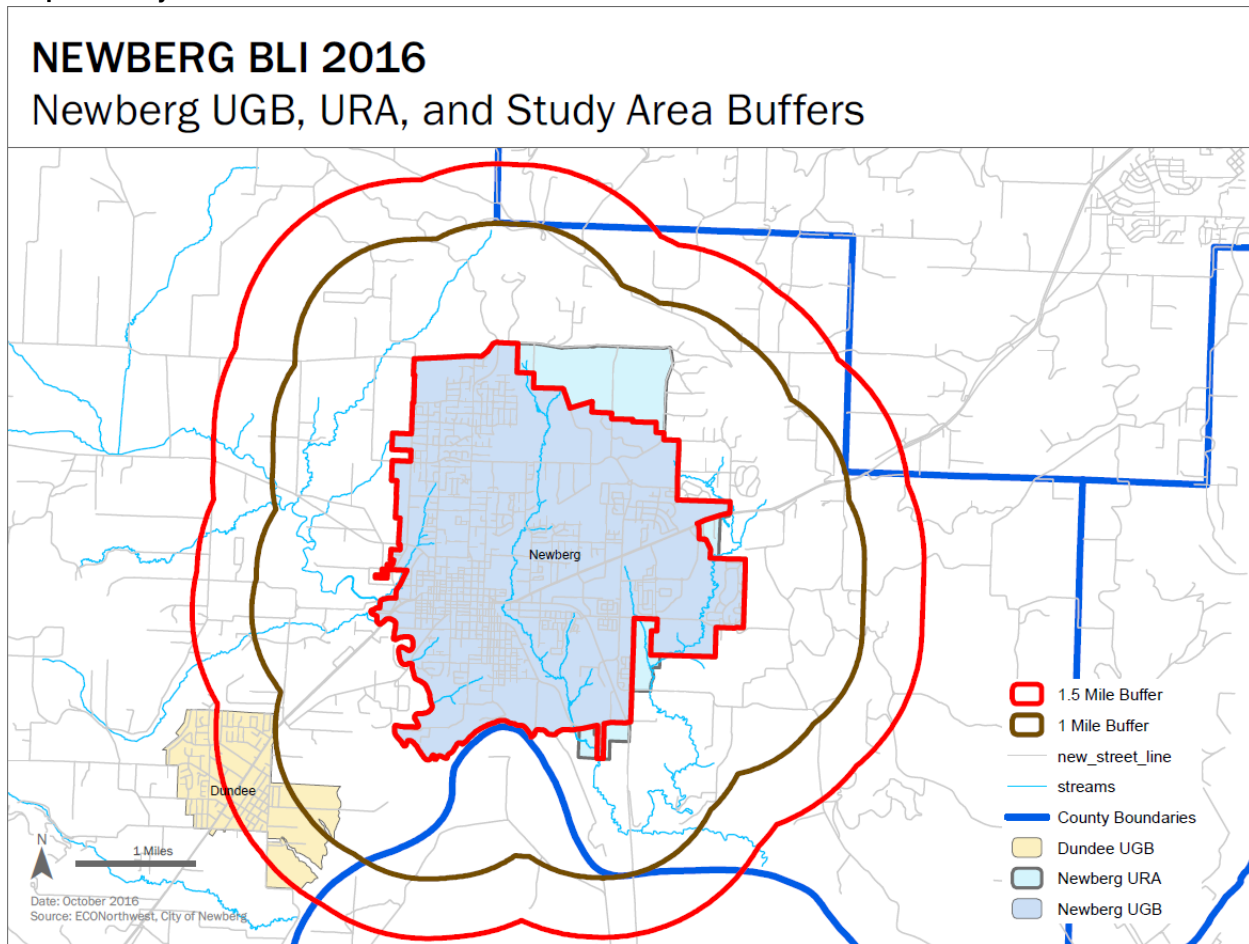 NEWBERG BLI 2016
Newberg UGB, URA, and Study Area Buffers
Newberg
Dundee
N
1 Miles
Date: October 2016
Source: ECONorthwest, City of Newberg
1.5 Mile Buffer
1 Mile Buffer
new_street_line
streams
County Boundaries
Dundee UGB
Newberg URA
Newberg UGB